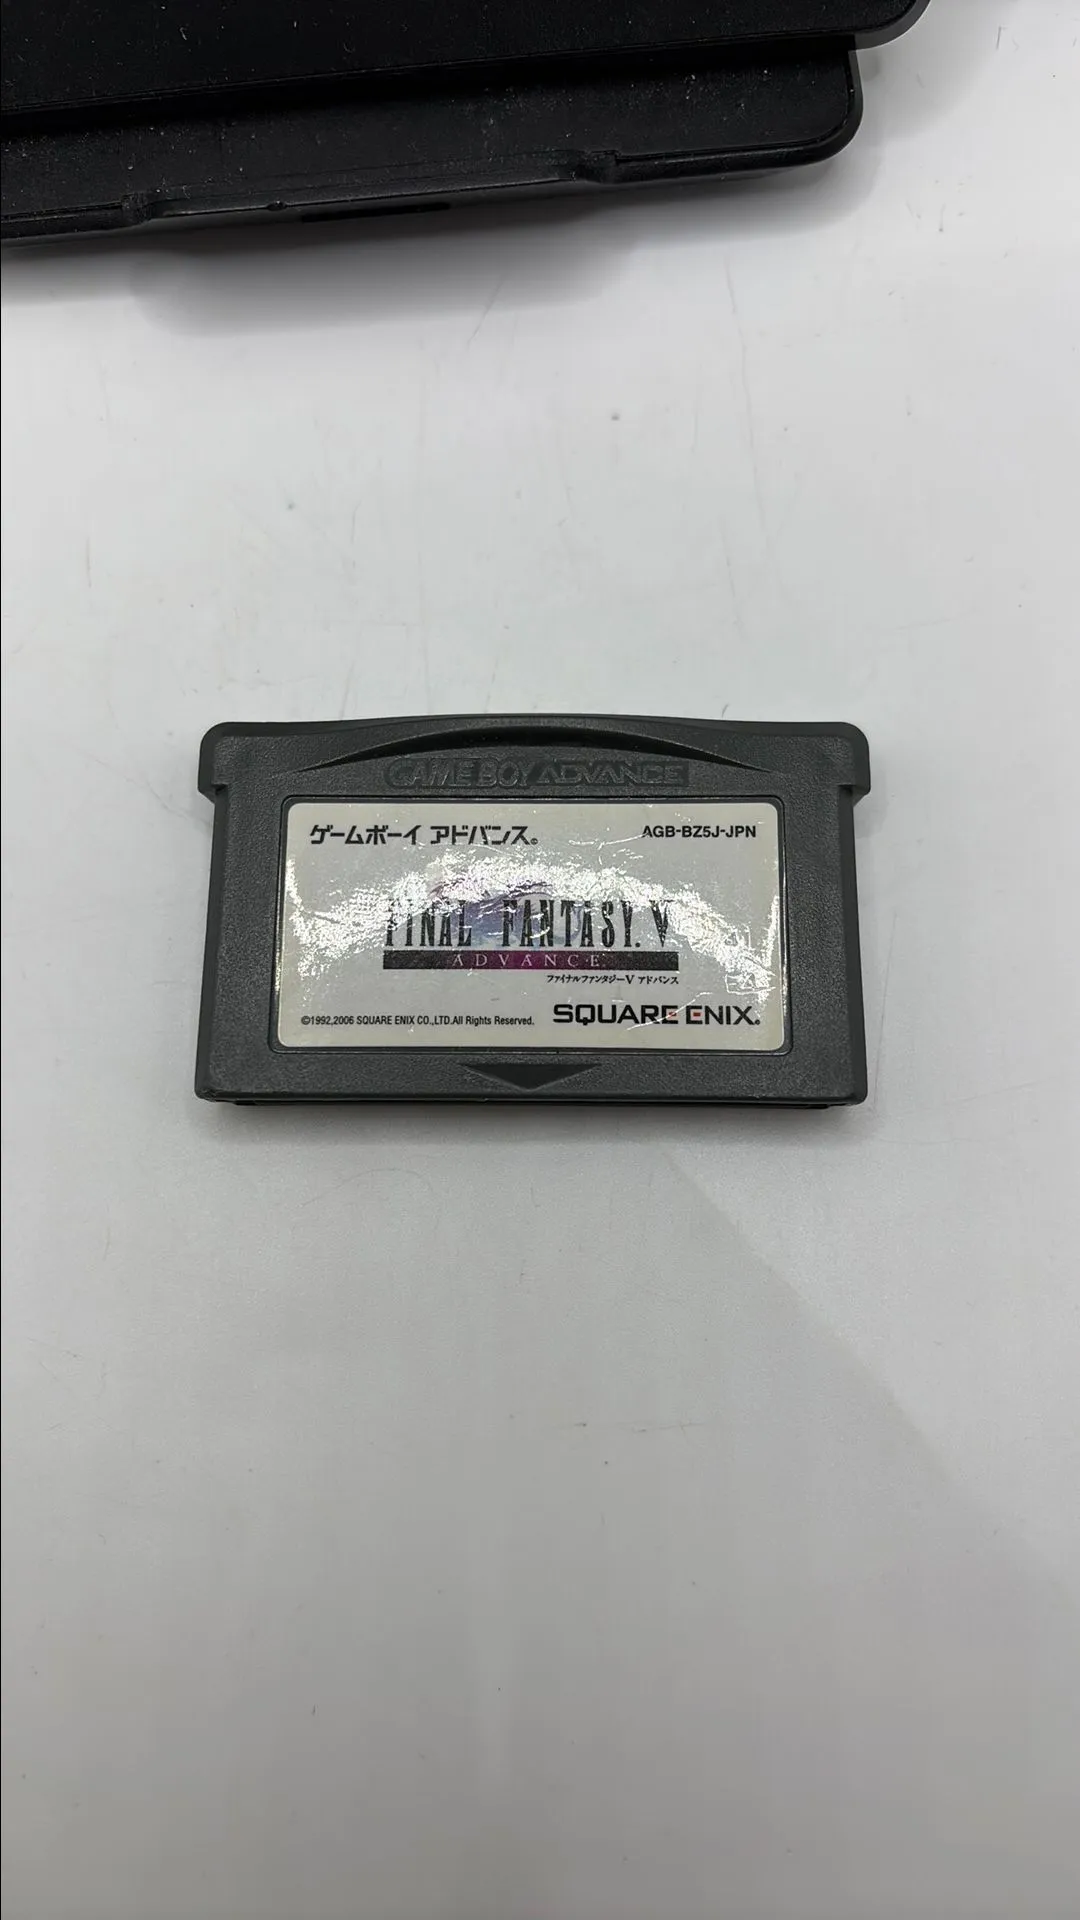 GAME BOY ADVANCE
ゲームボーイ アドバンス®
AGB-BZ5J-JPN
FINAL FANTASY. V
ADVANCE
ファイナルファンタジーV アドバンス
©1992,2006 SQUARE ENIX CO.,LTD.All Rights Reserved.
SQUARE ENIX®